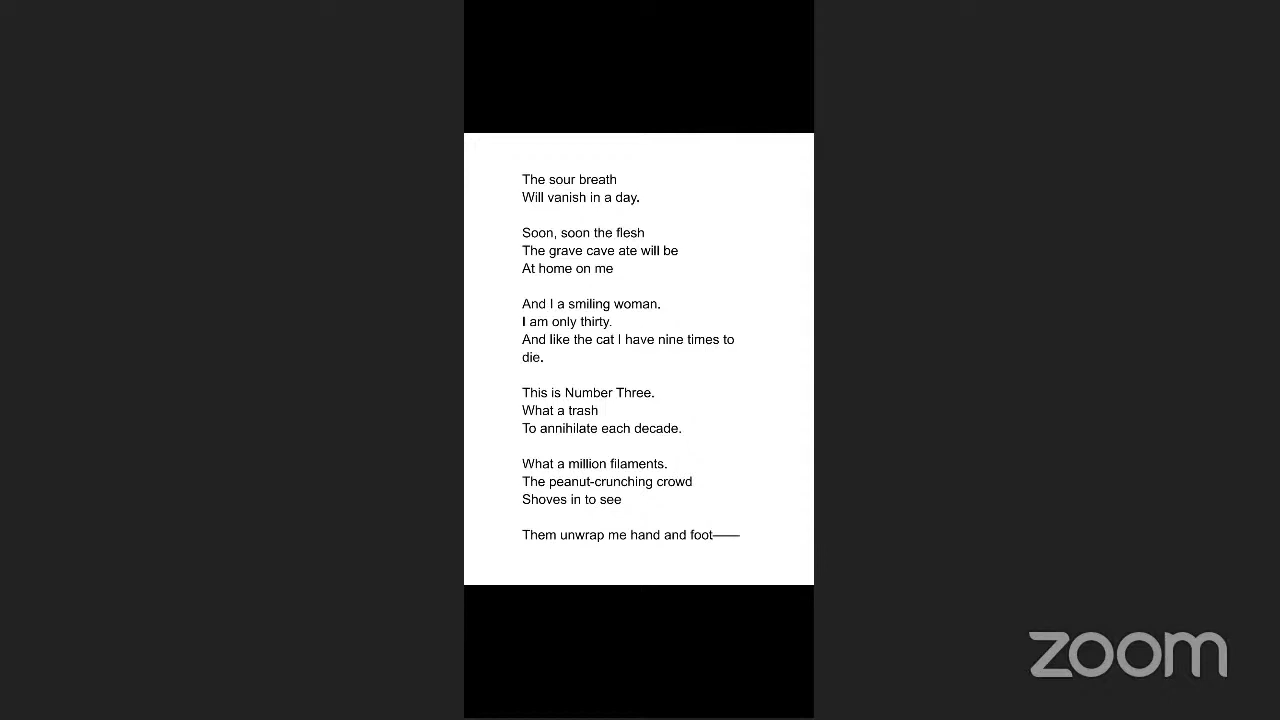 The sour breath
Will vanish in a day.
Soon, soon the flesh
The grave cave ate will be
At home on me
And I a smiling woman.
I am only thirty.
And like the cat I have nine times to
die.
This is Number Three.
What a trash
To annihilate each decade.
What a million filaments.
The peanut-crunching crowd
Shoves in to see
Them unwrap me hand and foot——
zoom